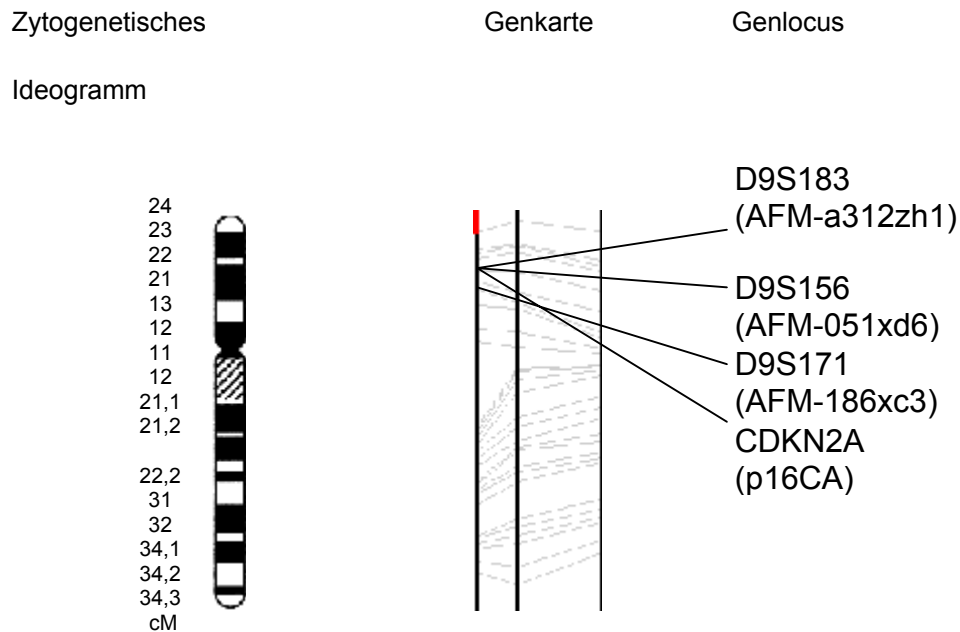 Zytogenetisches
Ideogramm
Genkarte
Genlocus
24
23
22
21
13
12
11
12
21,1
21,2
22,2
31
32
34,1
34,2
34,3
cM
D9S183
(AFM-a312zh1)
D9S156
(AFM-051xd6)
D9S171
(AFM-186xc3)
CDKN2A
(p16CA)